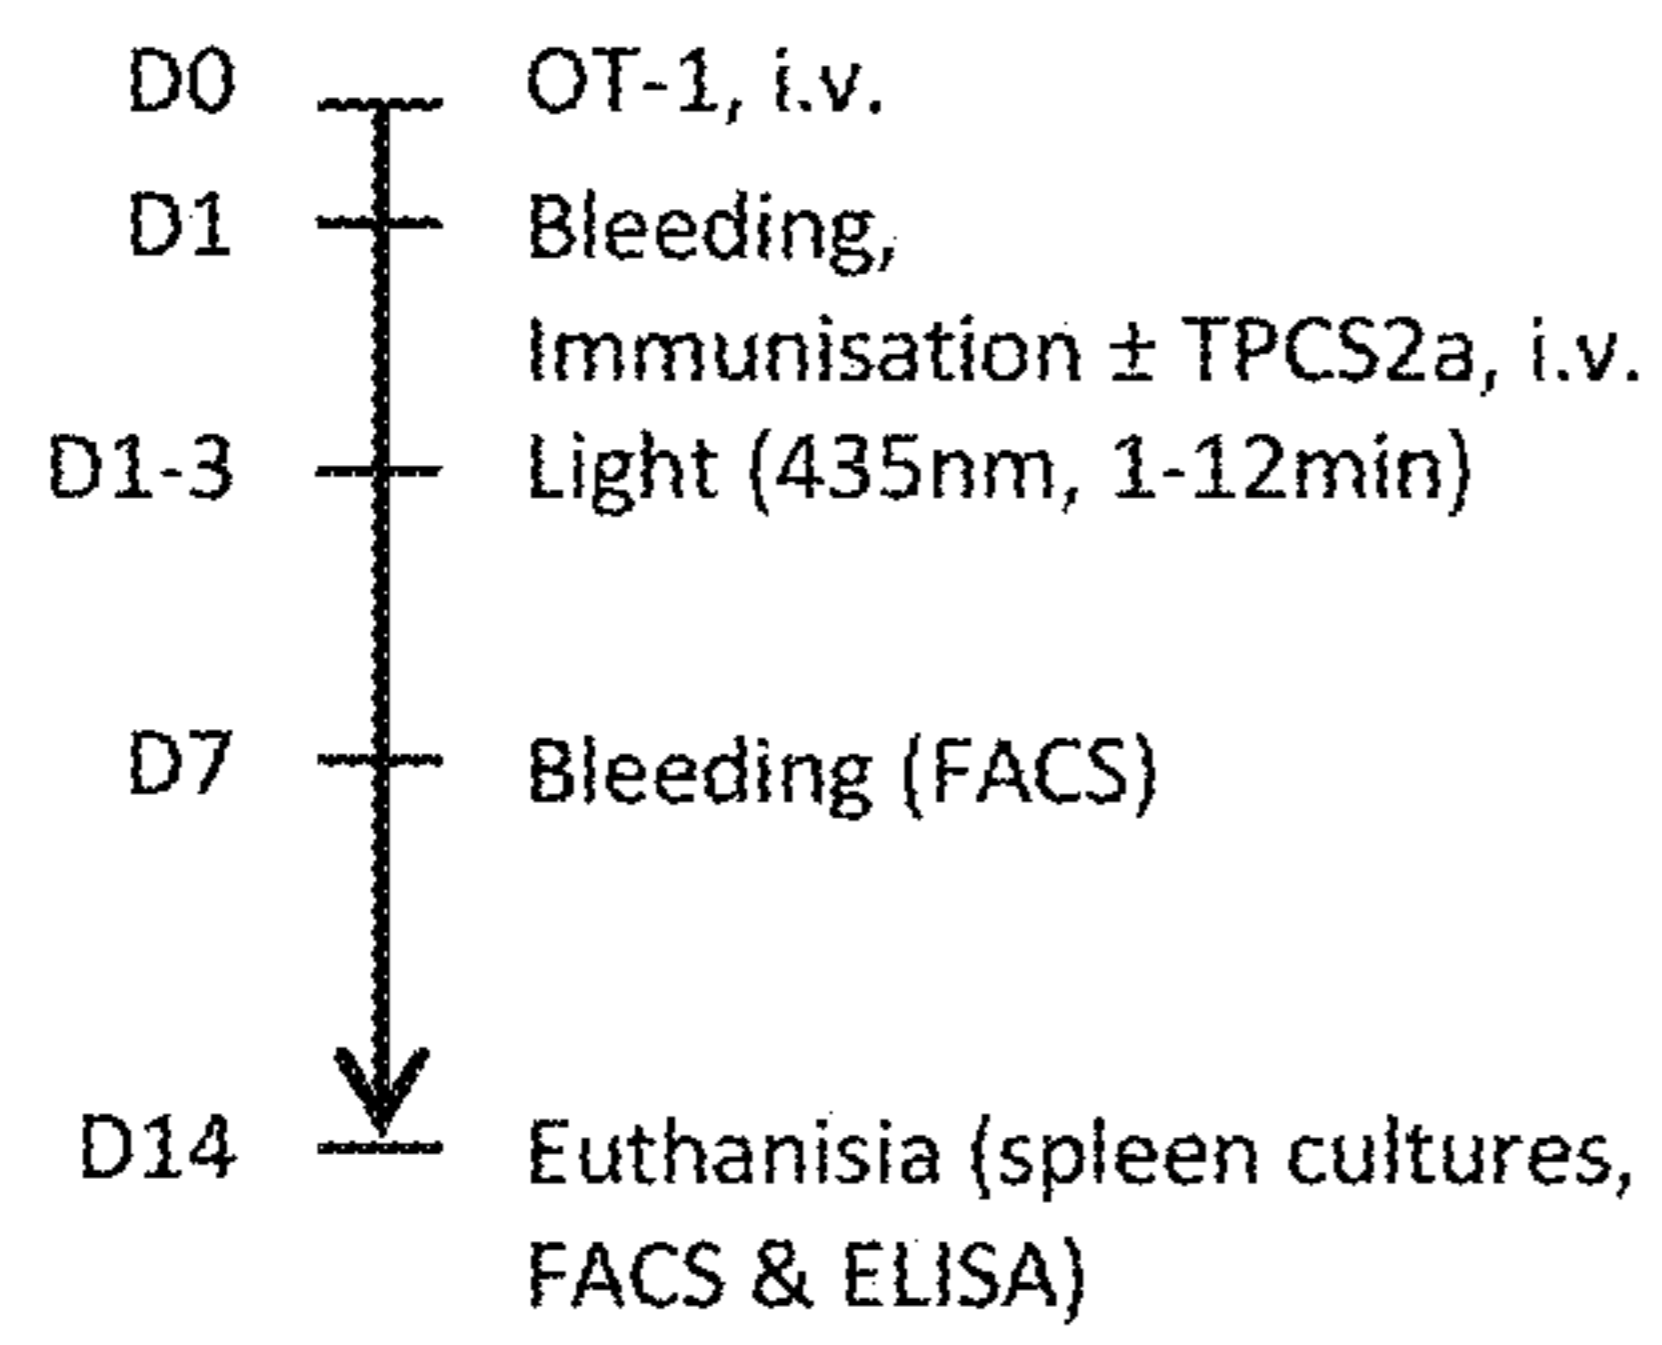 D0 OT-1, i.v.
D1 Bleeding,
Immunisation ± TPCS2a, i.v.
D1-3 Light (435nm, 1-12min)
D7 Bleeding (FACS)
D14 Euthanisia (spleen cultures,
FACS & ELISA)